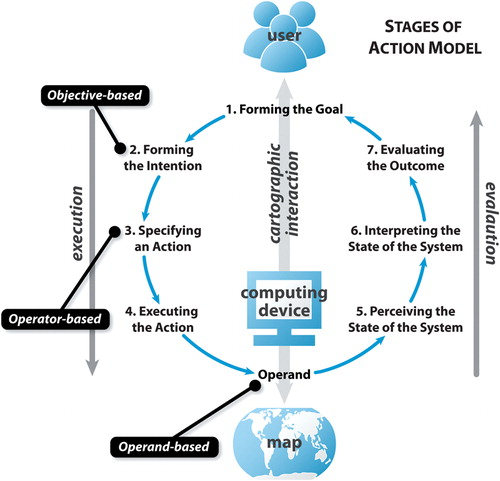 user
STAGES OF
ACTION MODEL
Objective-based
1. Forming the Goal
2. Forming
the Intention
7. Evaluating
the Outcome
execution
cartographic
interaction
evalaution
3. Specifying
an Action
6. Interpreting the
State of the System
Operator-based
4. Executing
the Action
computing
device
5. Perceiving the
State of the System
Operand
Operand-based
map